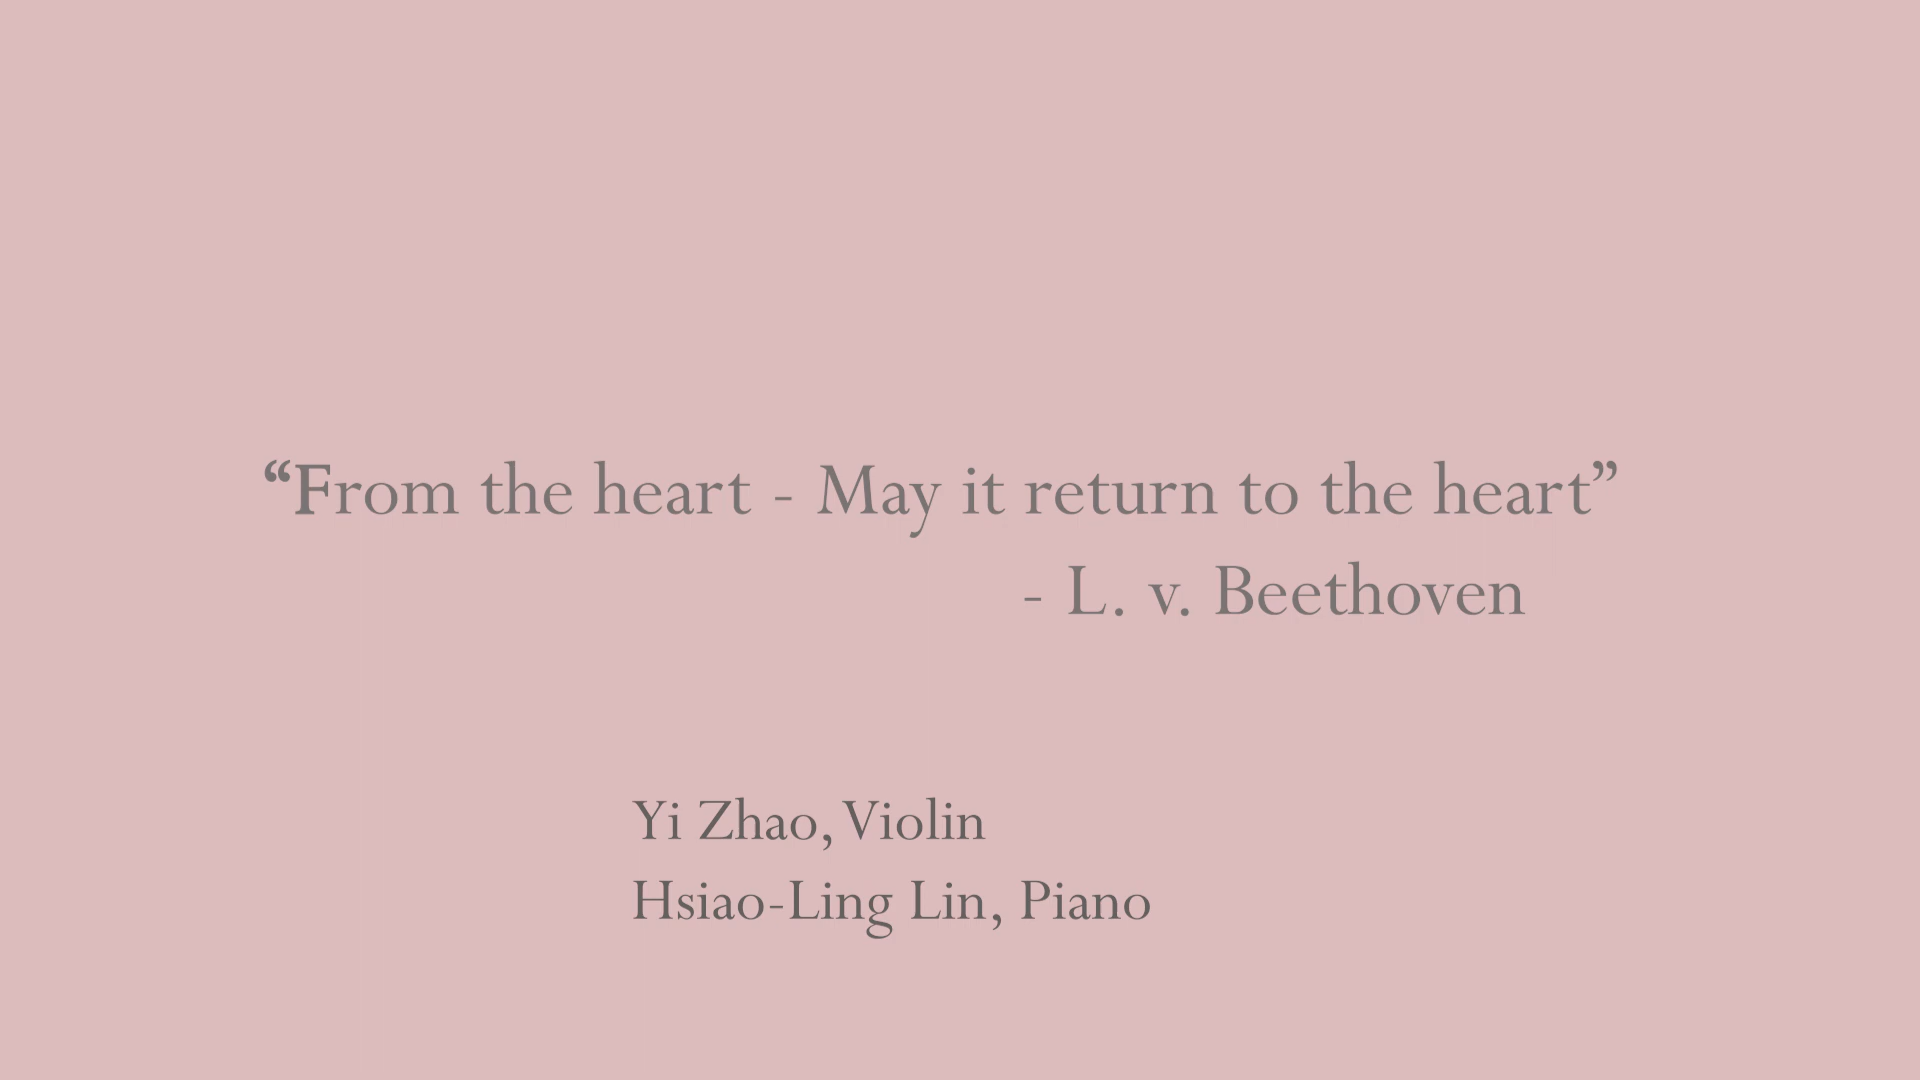 “From the heart - May it return to the heart”
- L. v. Beethoven
Yi Zhao, Violin
Hsiao-Ling Lin, Piano